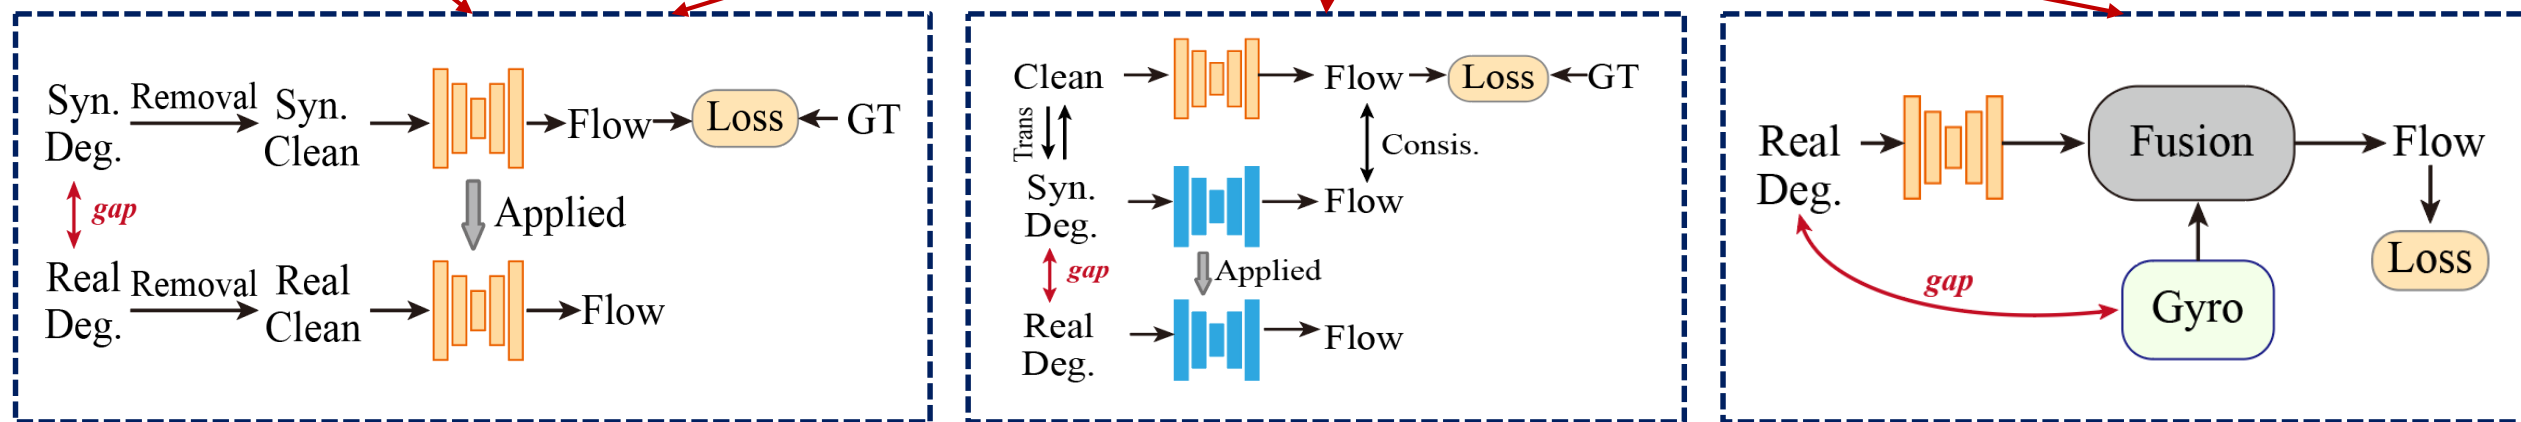 Syn.
Deg.
Removal
Syn.
Clean
Flow
Loss
GT
gap
Applied
Real
Deg.
Removal
Real
Clean
Flow
Clean
Flow
Loss
GT
Trans
Consis.
Syn.
Deg.
Flow
gap
Applied
Real
Deg.
Flow
Real
Deg.
Fusion
Flow
gap
Gyro
Loss